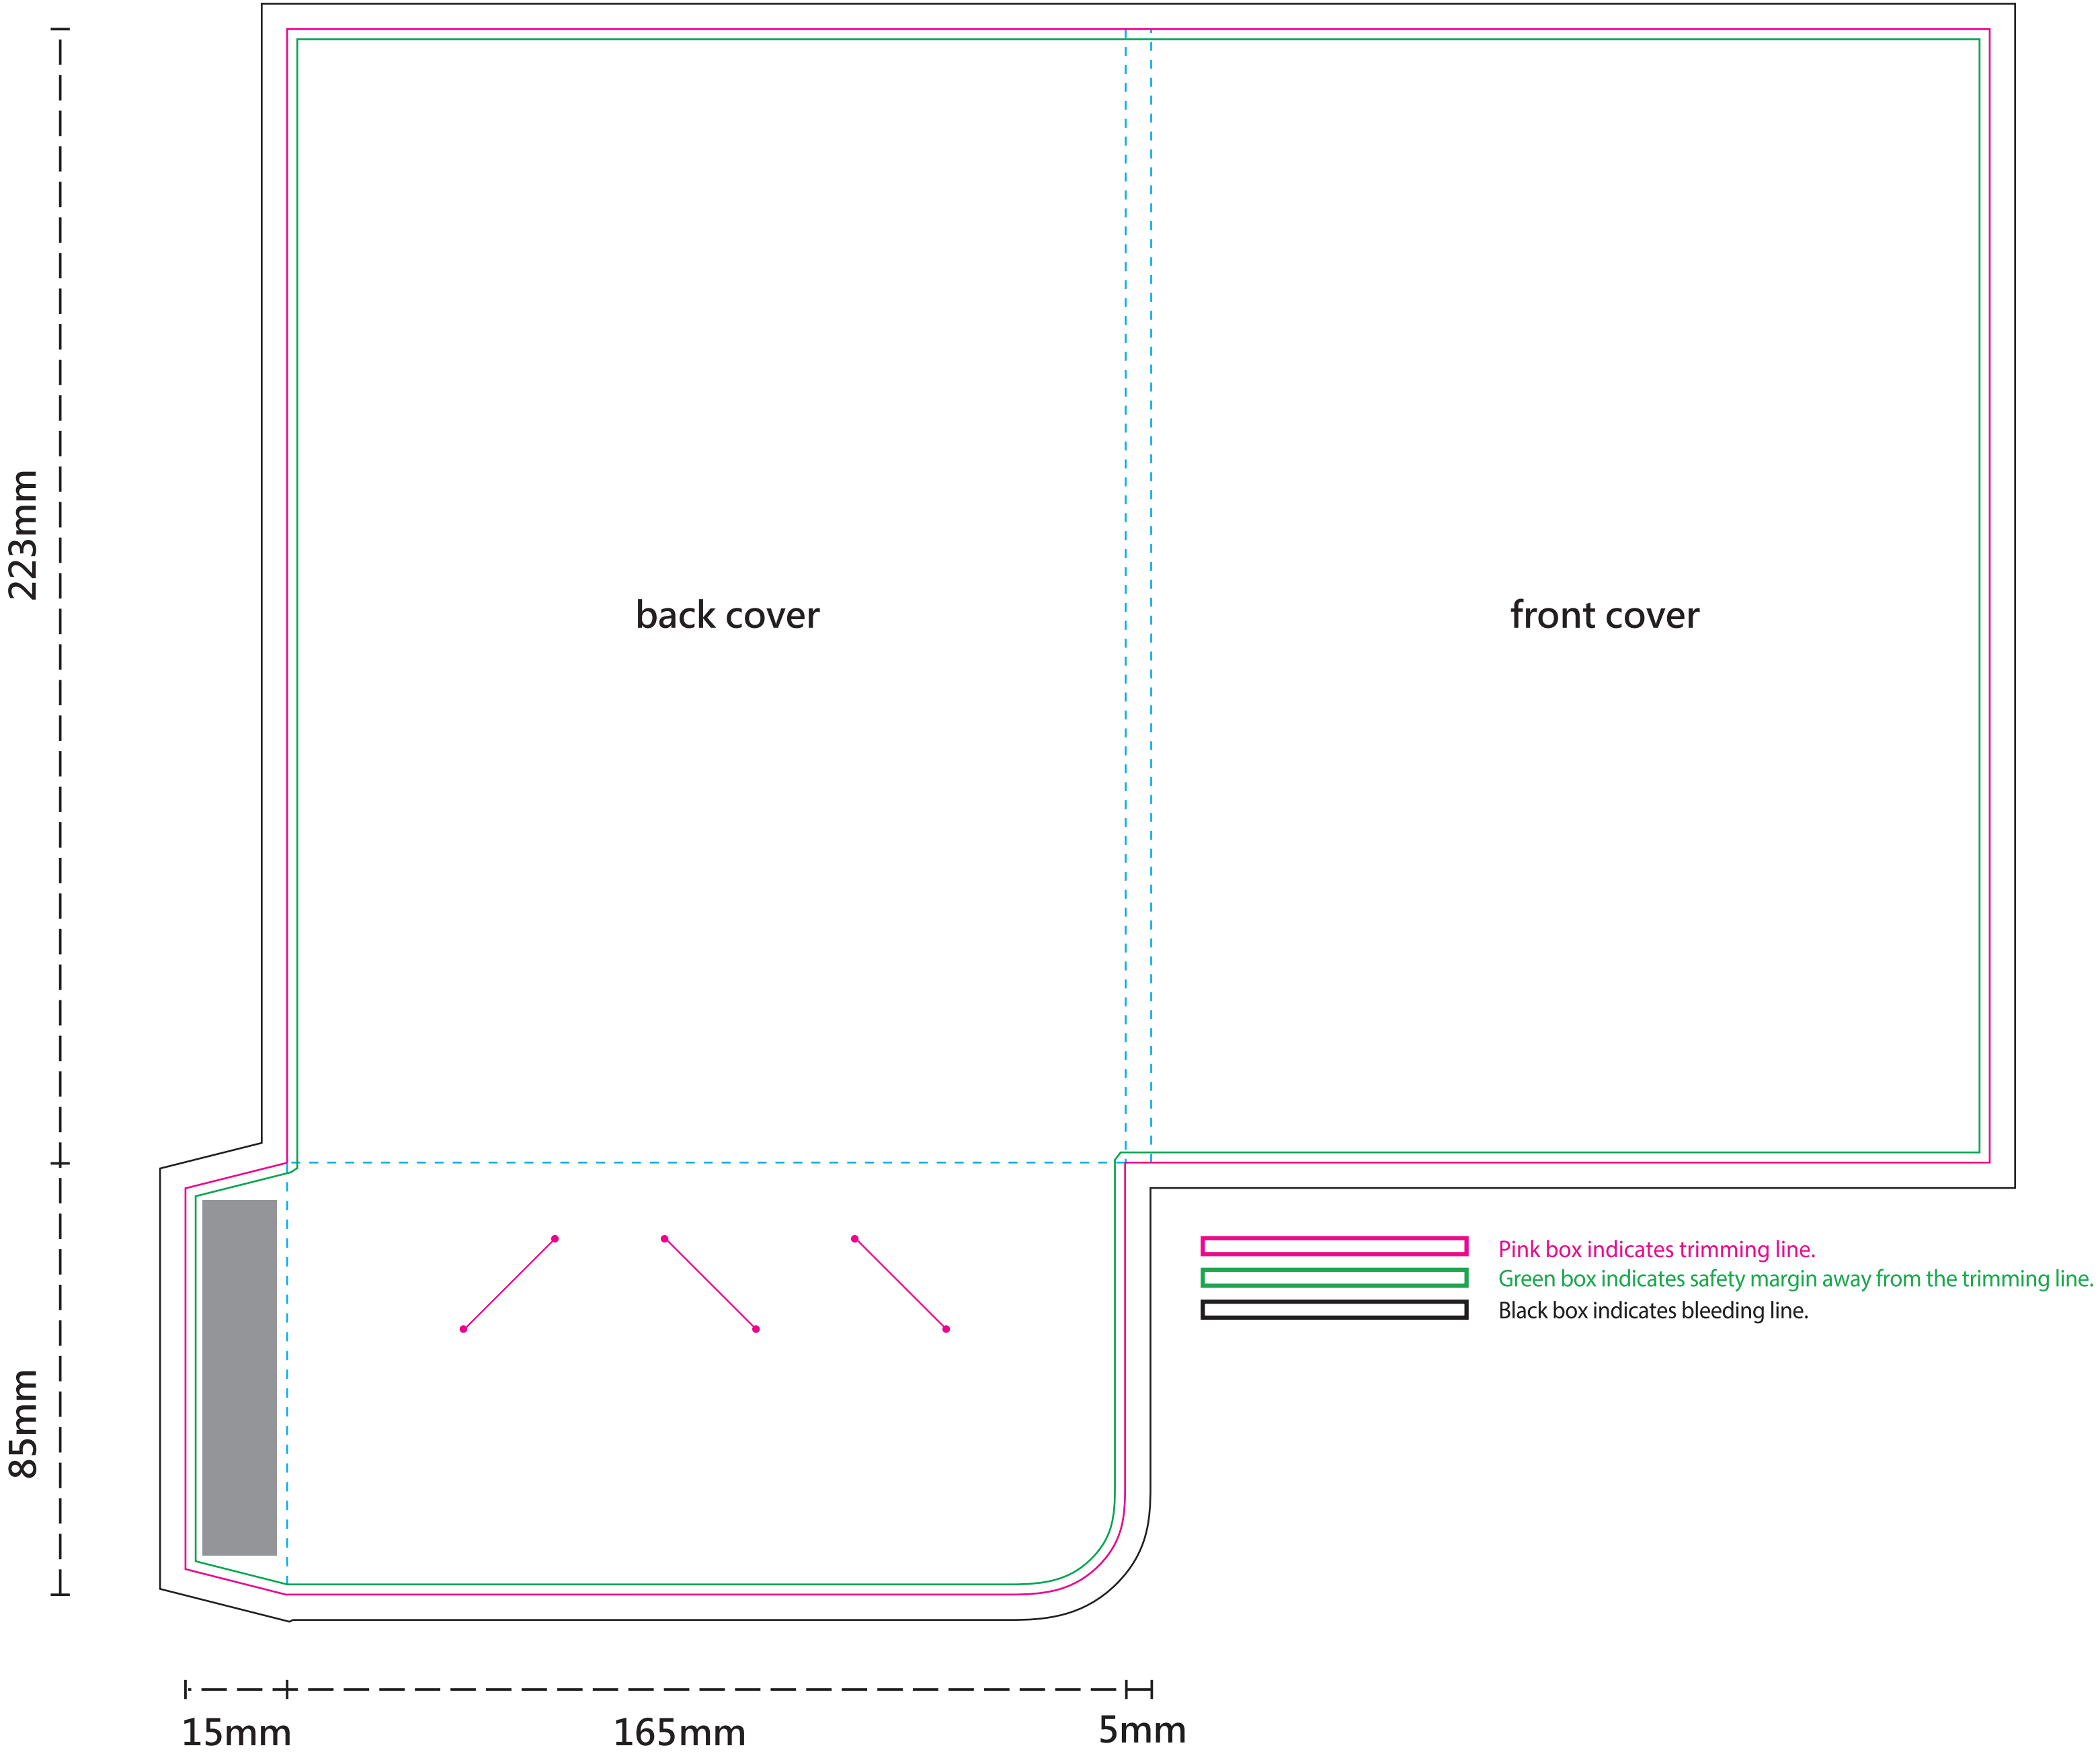 223mm
back cover
front cover
Pink box indicates trimming line.
Green box indicates safety margin away from the trimming line.
Black box indicates bleeding line.
85mm
15mm
165mm
5mm